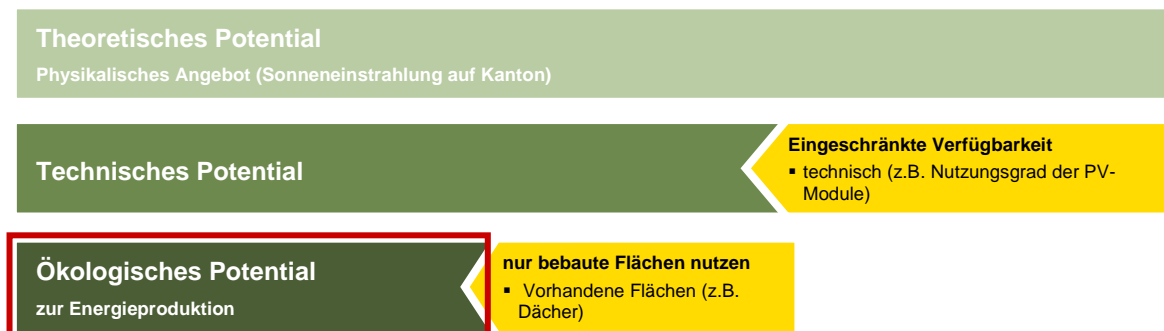 Theoretisches Potential
Physikalisches Angebot (Sonneneinstrahlung auf Kanton)
Technisches Potential
Eingeschränkte Verfügbarkeit
▪ technisch (z.B. Nutzungsgrad der PV-
Module)
Ökologisches Potential
zur Energieproduktion
nur bebaute Flächen nutzen
▪ Vorhandene Flächen (z.B.
Dächer)